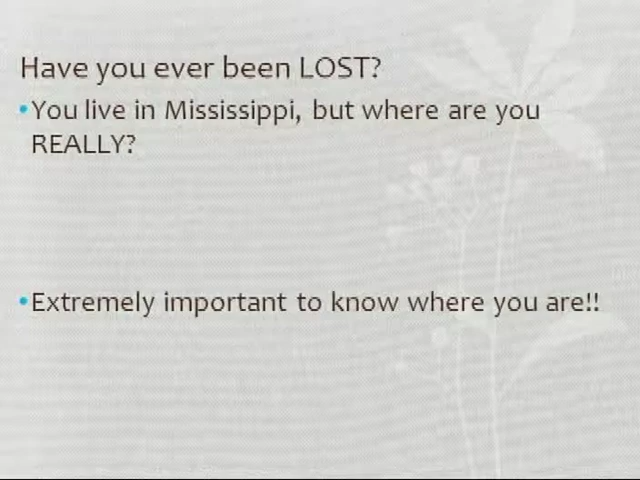 Have you ever been LOST?
•You live in Mississippi, but where are you
REALLY?
•Extremely important to know where you are!!